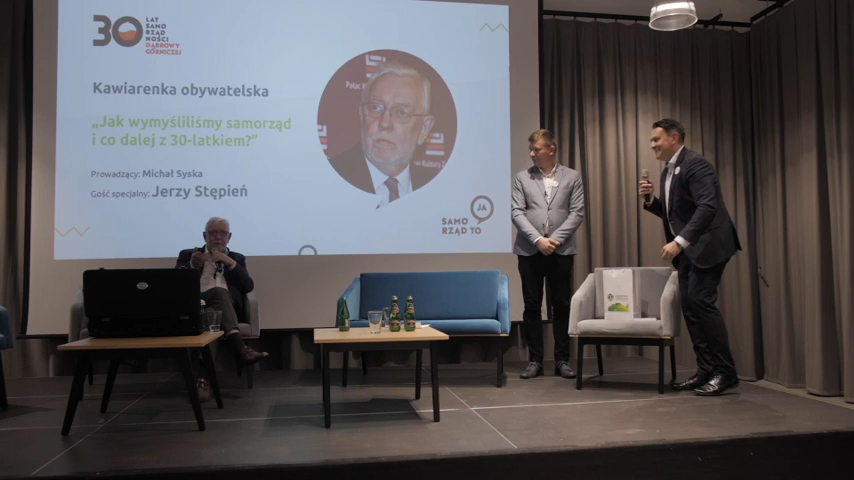 30 LAT
SAMO
RZĄD
NOŚCI
DĄBROWY
GÓRNICZEJ
Kawiarenka obywatelska
„Jak wymyśliliśmy samorząd
i co dalej z 30-latkiem?”
Prowadzący: Michał Syska
Gość specjalny: Jerzy Stępień
JA
SAMO
RZĄD TO